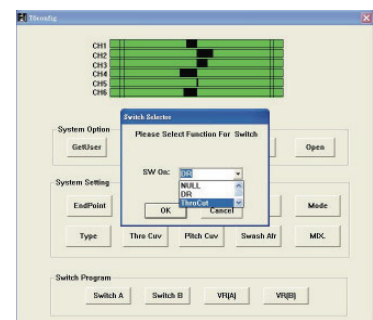 T6config
CH1
CH2
CH3
CH4
CH5
CH6
Switch Selector
Please Select Function For Switch
SW On: DR
NULL
DR
ThroCut
OK
Cancel
System Option
GetUser
Open
System Setting
EndPoint
Mode
Type
Thro Cuv
Pitch Cuv
Swash Afr
MIX.
Switch Program
Switch A
Switch B
VR(A)
VR(B)